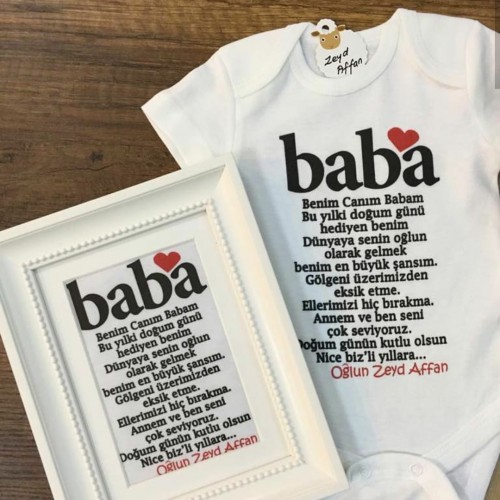 Zeyd
Affan
baba
Benim Canım Babam
Bu yılki doğum günü
hediyen benim
Dünyaya senin oğlun
olarak gelmek
benim en büyük şansım.
Gölgeni üzerimizden
eksik etme.
Ellerimizi hiç bırakma.
Annem ve ben seni
çok seviyoruz.
Doğum günün kutlu olsun
Nice biz'li yıllara...
Oğlun Zeyd Affan
baba
Benim Canım Babam
Bu yılki doğum günü
hediyen benim
Dünyaya senin oğlun
olarak gelmek
benim en büyük şansım.
Gölgeni üzerimizden
eksik etme.
Ellerimizi hiç bırakma.
Annem ve ben seni
çok seviyoruz.
Doğum günün kutlu olsun
Nice biz'li yıllara...
Oğlun Zeyd Affan